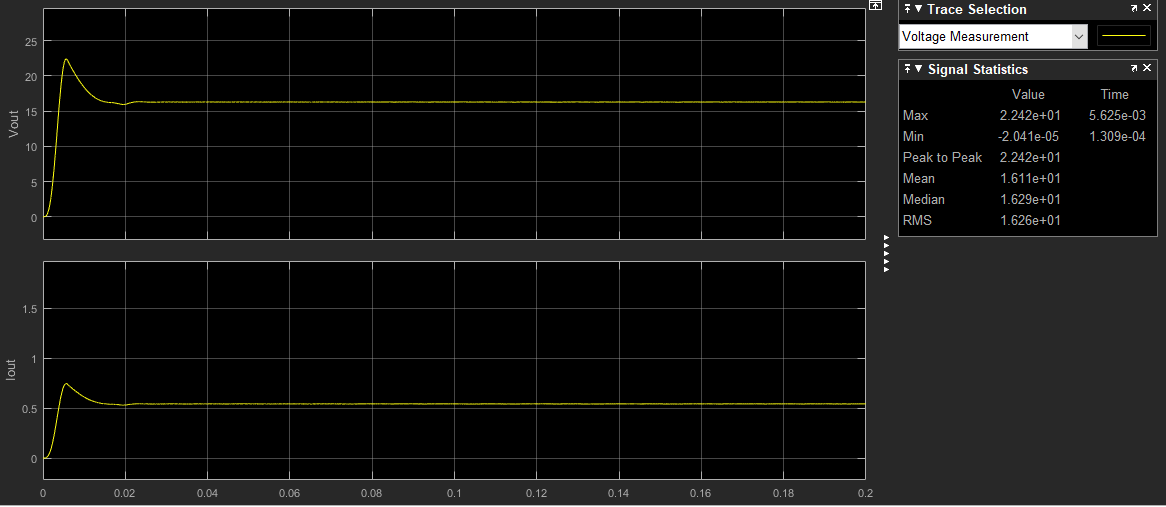 Trace Selection
Voltage Measurement
Signal Statistics
Value Time
Max 2.242e+01 5.625e-03
Min -2.041e-05 1.309e-04
Peak to Peak 2.242e+01
Mean 1.611e+01
Median 1.629e+01
RMS 1.626e+01
Vout
25
20
15
10
5
0
Iout
1.5
1
0.5
0
0 0.02 0.04 0.06 0.08 0.1 0.12 0.14 0.16 0.18 0.2